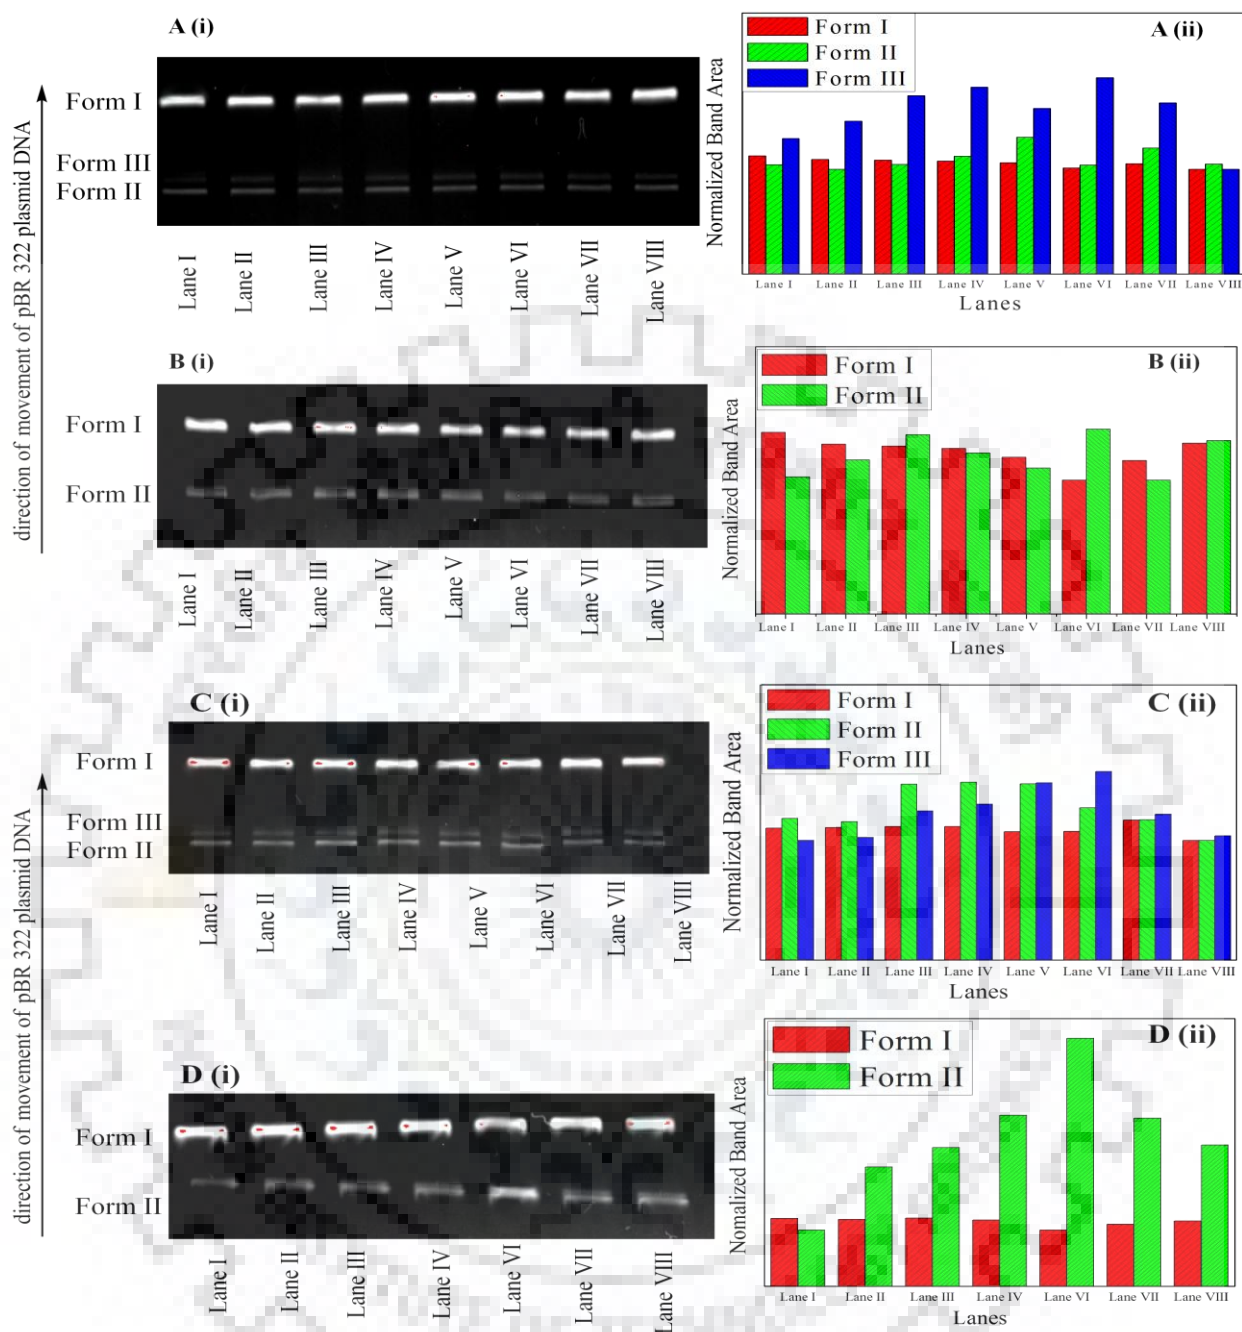 A (i)
Form I
Form III
Form II
Lane I
Lane II
Lane III
Lane IV
Lane V
Lane VI
Lane VII
Lane VIII
direction of movement of pBR 322 plasmid DNA
A (ii)
Form I
Form II
Form III
Normalized Band Area
Lane I
Lane II
Lane III
Lane IV
Lane V
Lane VI
Lane VII
Lane VIII
Lanes
B (i)
Form I
Form II
Lane I
Lane II
Lane III
Lane IV
Lane V
Lane VI
Lane VII
Lane VIII
B (ii)
Form I
Form II
Normalized Band Area
Lane I
Lane II
Lane III
Lane IV
Lane V
Lane VI
Lane VII
Lane VIII
Lanes
C (i)
Form I
Form III
Form II
Lane I
Lane II
Lane III
Lane IV
Lane V
Lane VI
Lane VII
Lane VIII
direction of movement of pBR 322 plasmid DNA
C (ii)
Form I
Form II
Form III
Normalized Band Area
Lane I
Lane II
Lane III
Lane IV
Lane V
Lane VI
Lane VII
Lane VIII
Lanes
D (i)
Form I
Form II
Lane I
Lane II
Lane III
Lane IV
Lane VI
Lane VII
Lane VIII
D (ii)
Form I
Form II
Nomalized Band Area
Lane I
Lane II
Lane III
Lane IV
Lane VI
Lane VII
Lane VIII
Lanes